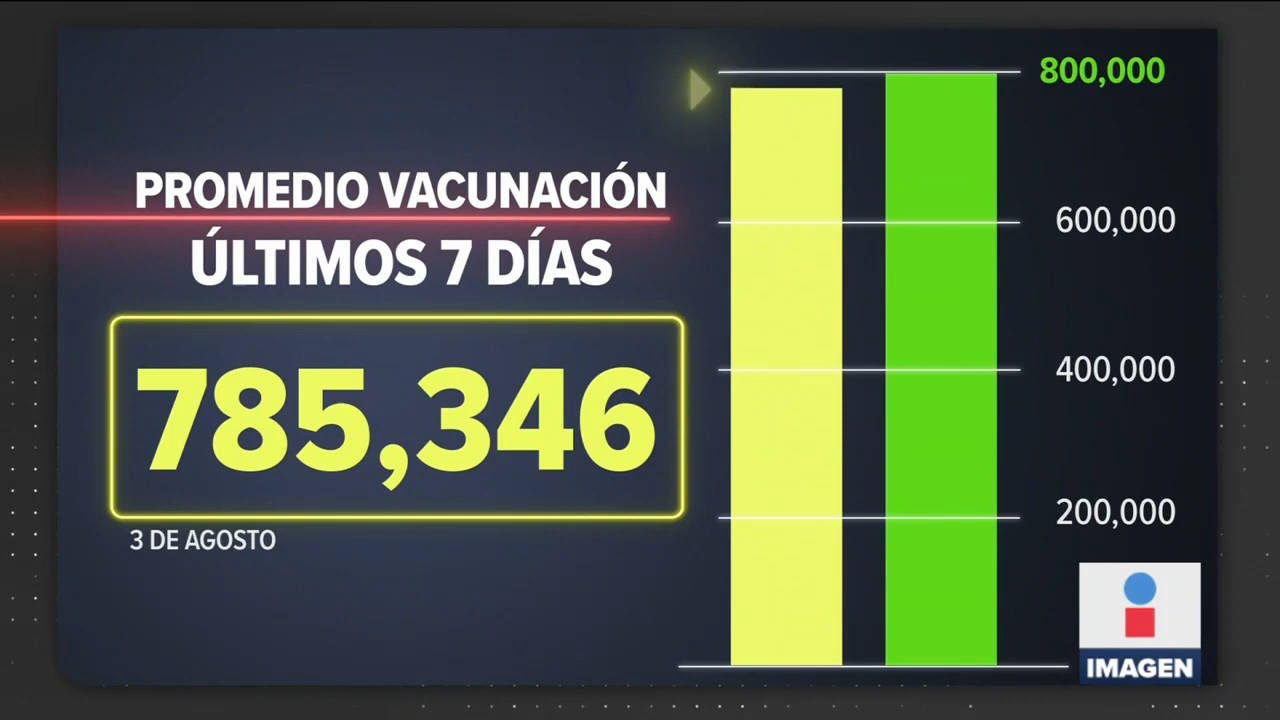 PROMEDIO VACUNACIÓN
ÚLTIMOS 7 DÍAS
785,346
3 DE AGOSTO
800,000
600,000
400,000
200,000
IMAGEN